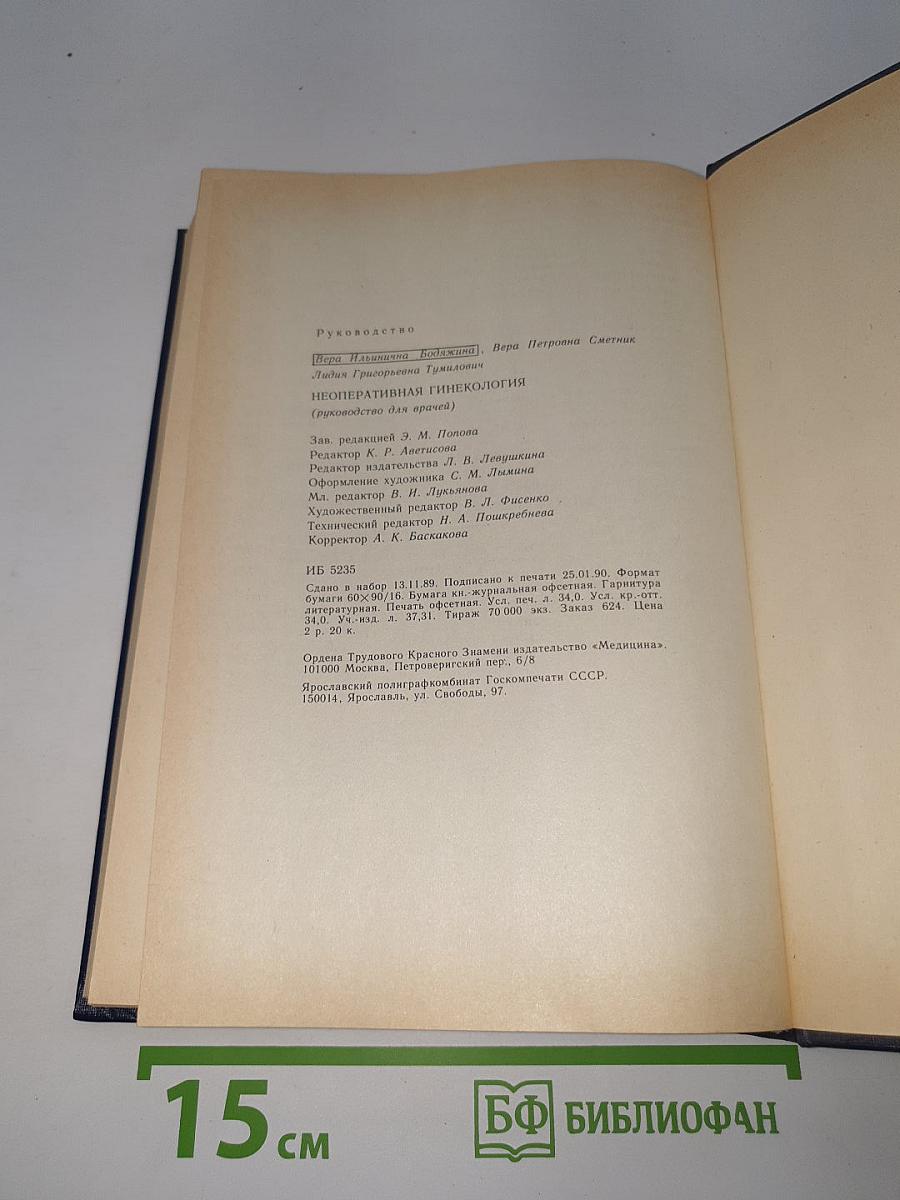 Руководство
Вера Ильинична Бодяжина, Вера Петровна Сметник
Лидия Григорьевна Тумилович
НЕОПЕРАТИВНАЯ ГИНЕКОЛОГИЯ
(руководство для врачей)
Зав. редакцией Э. М. Попова
Редактор К. Р. Аветисова
Редактор издательства Л. В. Левушкина
Оформление художника С. М. Лымина
Мл. редактор В. И. Лукьянова
Художественный редактор В. Л. Фисенко
Технический редактор Н. А. Пошкребнева
Корректор А. К. Баскакова
ИБ 5235
Сдано в набор 13.11.89. Подписано к печати 25.01.90. Формат
бумаги 60×90/16. Бумага кн.-журнальная офсетная. Гарнитура
литературная. Печать офсетная. Усл. печ. л. 34,0. Усл. кр.-отт.
34,0. Уч.-изд. л. 37,31. Тираж 70 000 экз. Заказ 624. Цена
2 р. 20 к.
Ордена Трудового Красного Знамени издательство «Медицина».
101000 Москва, Петроверигский пер., 6/8
Ярославский полиграфкомбинат Госкомпечати СССР.
150014, Ярославль, ул. Свободы, 97.
15 см
БФ БИБЛИОФАН